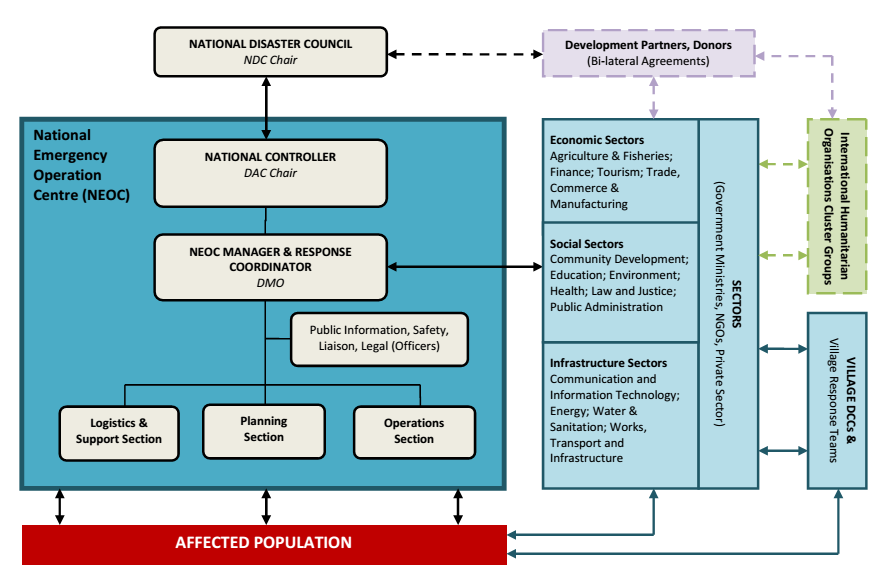 NATIONAL DISASTER COUNCIL
NDC Chair
Development Partners, Donors
(Bi-lateral Agreements)
National
Emergency
Operation
Centre (NEOC)
NATIONAL CONTROLLER
DAC Chair
NEOC MANAGER & RESPONSE
COORDINATOR
DMO
Public Information, Safety,
Liaison, Legal (Officers)
Logistics &
Support Section
Planning
Section
Operations
Section
Economic Sectors
Agriculture & Fisheries;
Finance; Tourism; Trade,
Commerce &
Manufacturing
Social Sectors
Community Development;
Education; Environment;
Health; Law and Justice;
Public Administration
Infrastructure Sectors
Communication and
Information Technology;
Energy; Water &
Sanitation; Works,
Transport and
Infrastructure
SECTORS
(Government Ministries, NGOs, Private Sector)
International Humanitarian
Organisations Cluster Groups
VILLAGE DCCs &
Village Response Teams
AFFECTED POPULATION